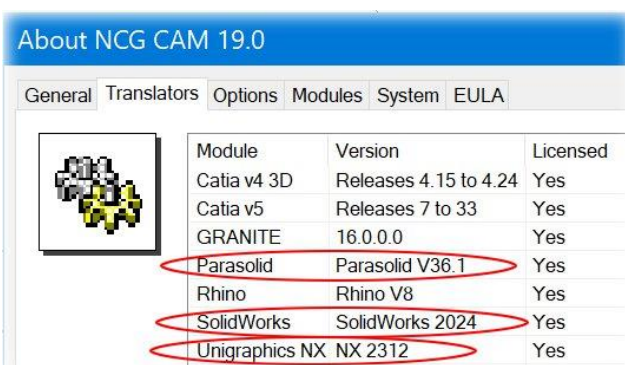 About NCG CAM 19.0
General Translators Options Modules System EULA
Module Version Licensed
Catia v4 3D Releases 4.15 to 4.24 Yes
Catia v5 Releases 7 to 33 Yes
GRANITE 16.0.0.0 Yes
Parasolid Parasolid V36.1 Yes
Rhino Rhino V8 Yes
SolidWorks SolidWorks 2024 Yes
Unigraphics NX NX 2312 Yes